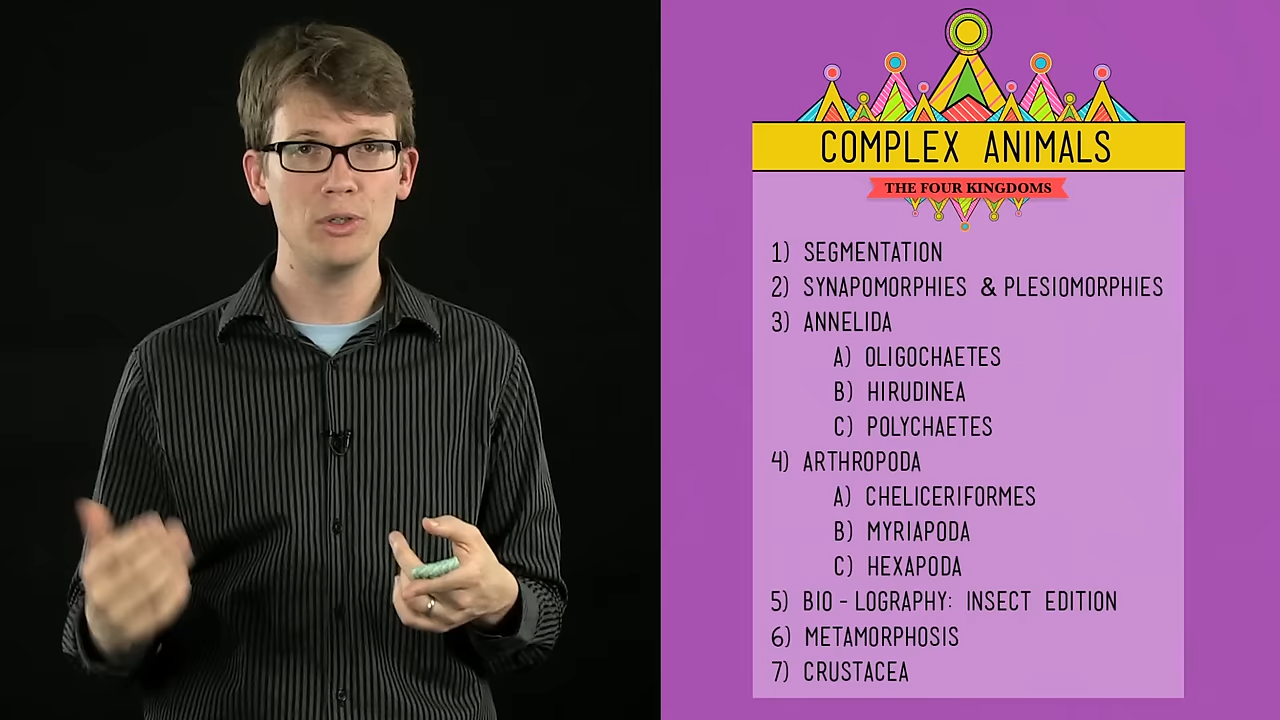 COMPLEX ANIMALS
THE FOUR KINGDOMS
1) SEGMENTATION
2) SYNAPOMORPHIES & PLESIOMORPHIES
3) ANNELIDA
A) OLIGOCHAETES
B) HIRUDINEA
C) POLYCHAETES
4) ARTHROPODA
A) CHELICERIFORMES
B) MYRIAPODA
C) HEXAPODA
5) BIO-LOGRAPHY: INSECT EDITION
6) METAMORPHOSIS
7) CRUSTACEA